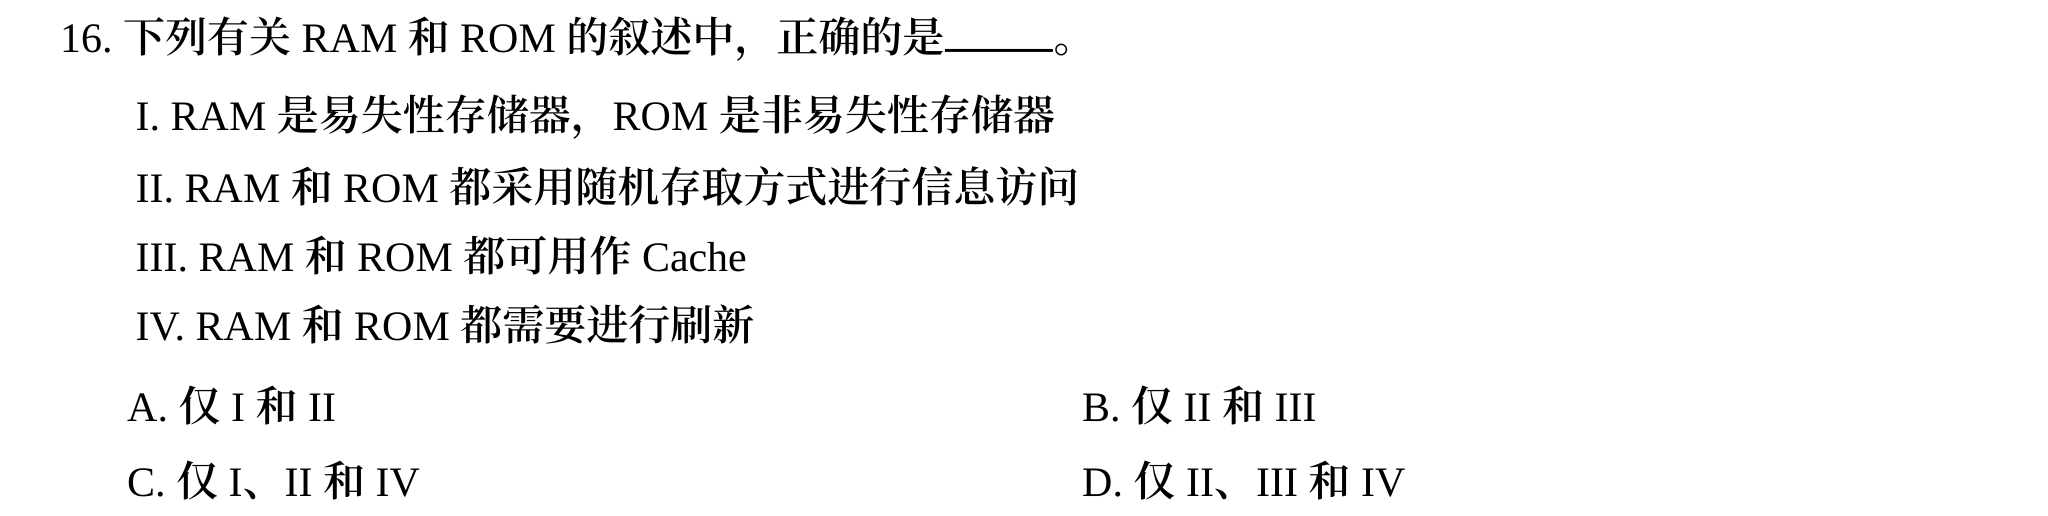 16. 下列有关 RAM 和 ROM 的叙述中，正确的是_____。
I. RAM 是易失性存储器，ROM 是非易失性存储器
II. RAM 和 ROM 都采用随机存取方式进行信息访问
III. RAM 和 ROM 都可用作 Cache
IV. RAM 和 ROM 都需要进行刷新
A. 仅 I 和 II B. 仅 II 和 III
C. 仅 I、II 和 IV D. 仅 II、III 和 IV